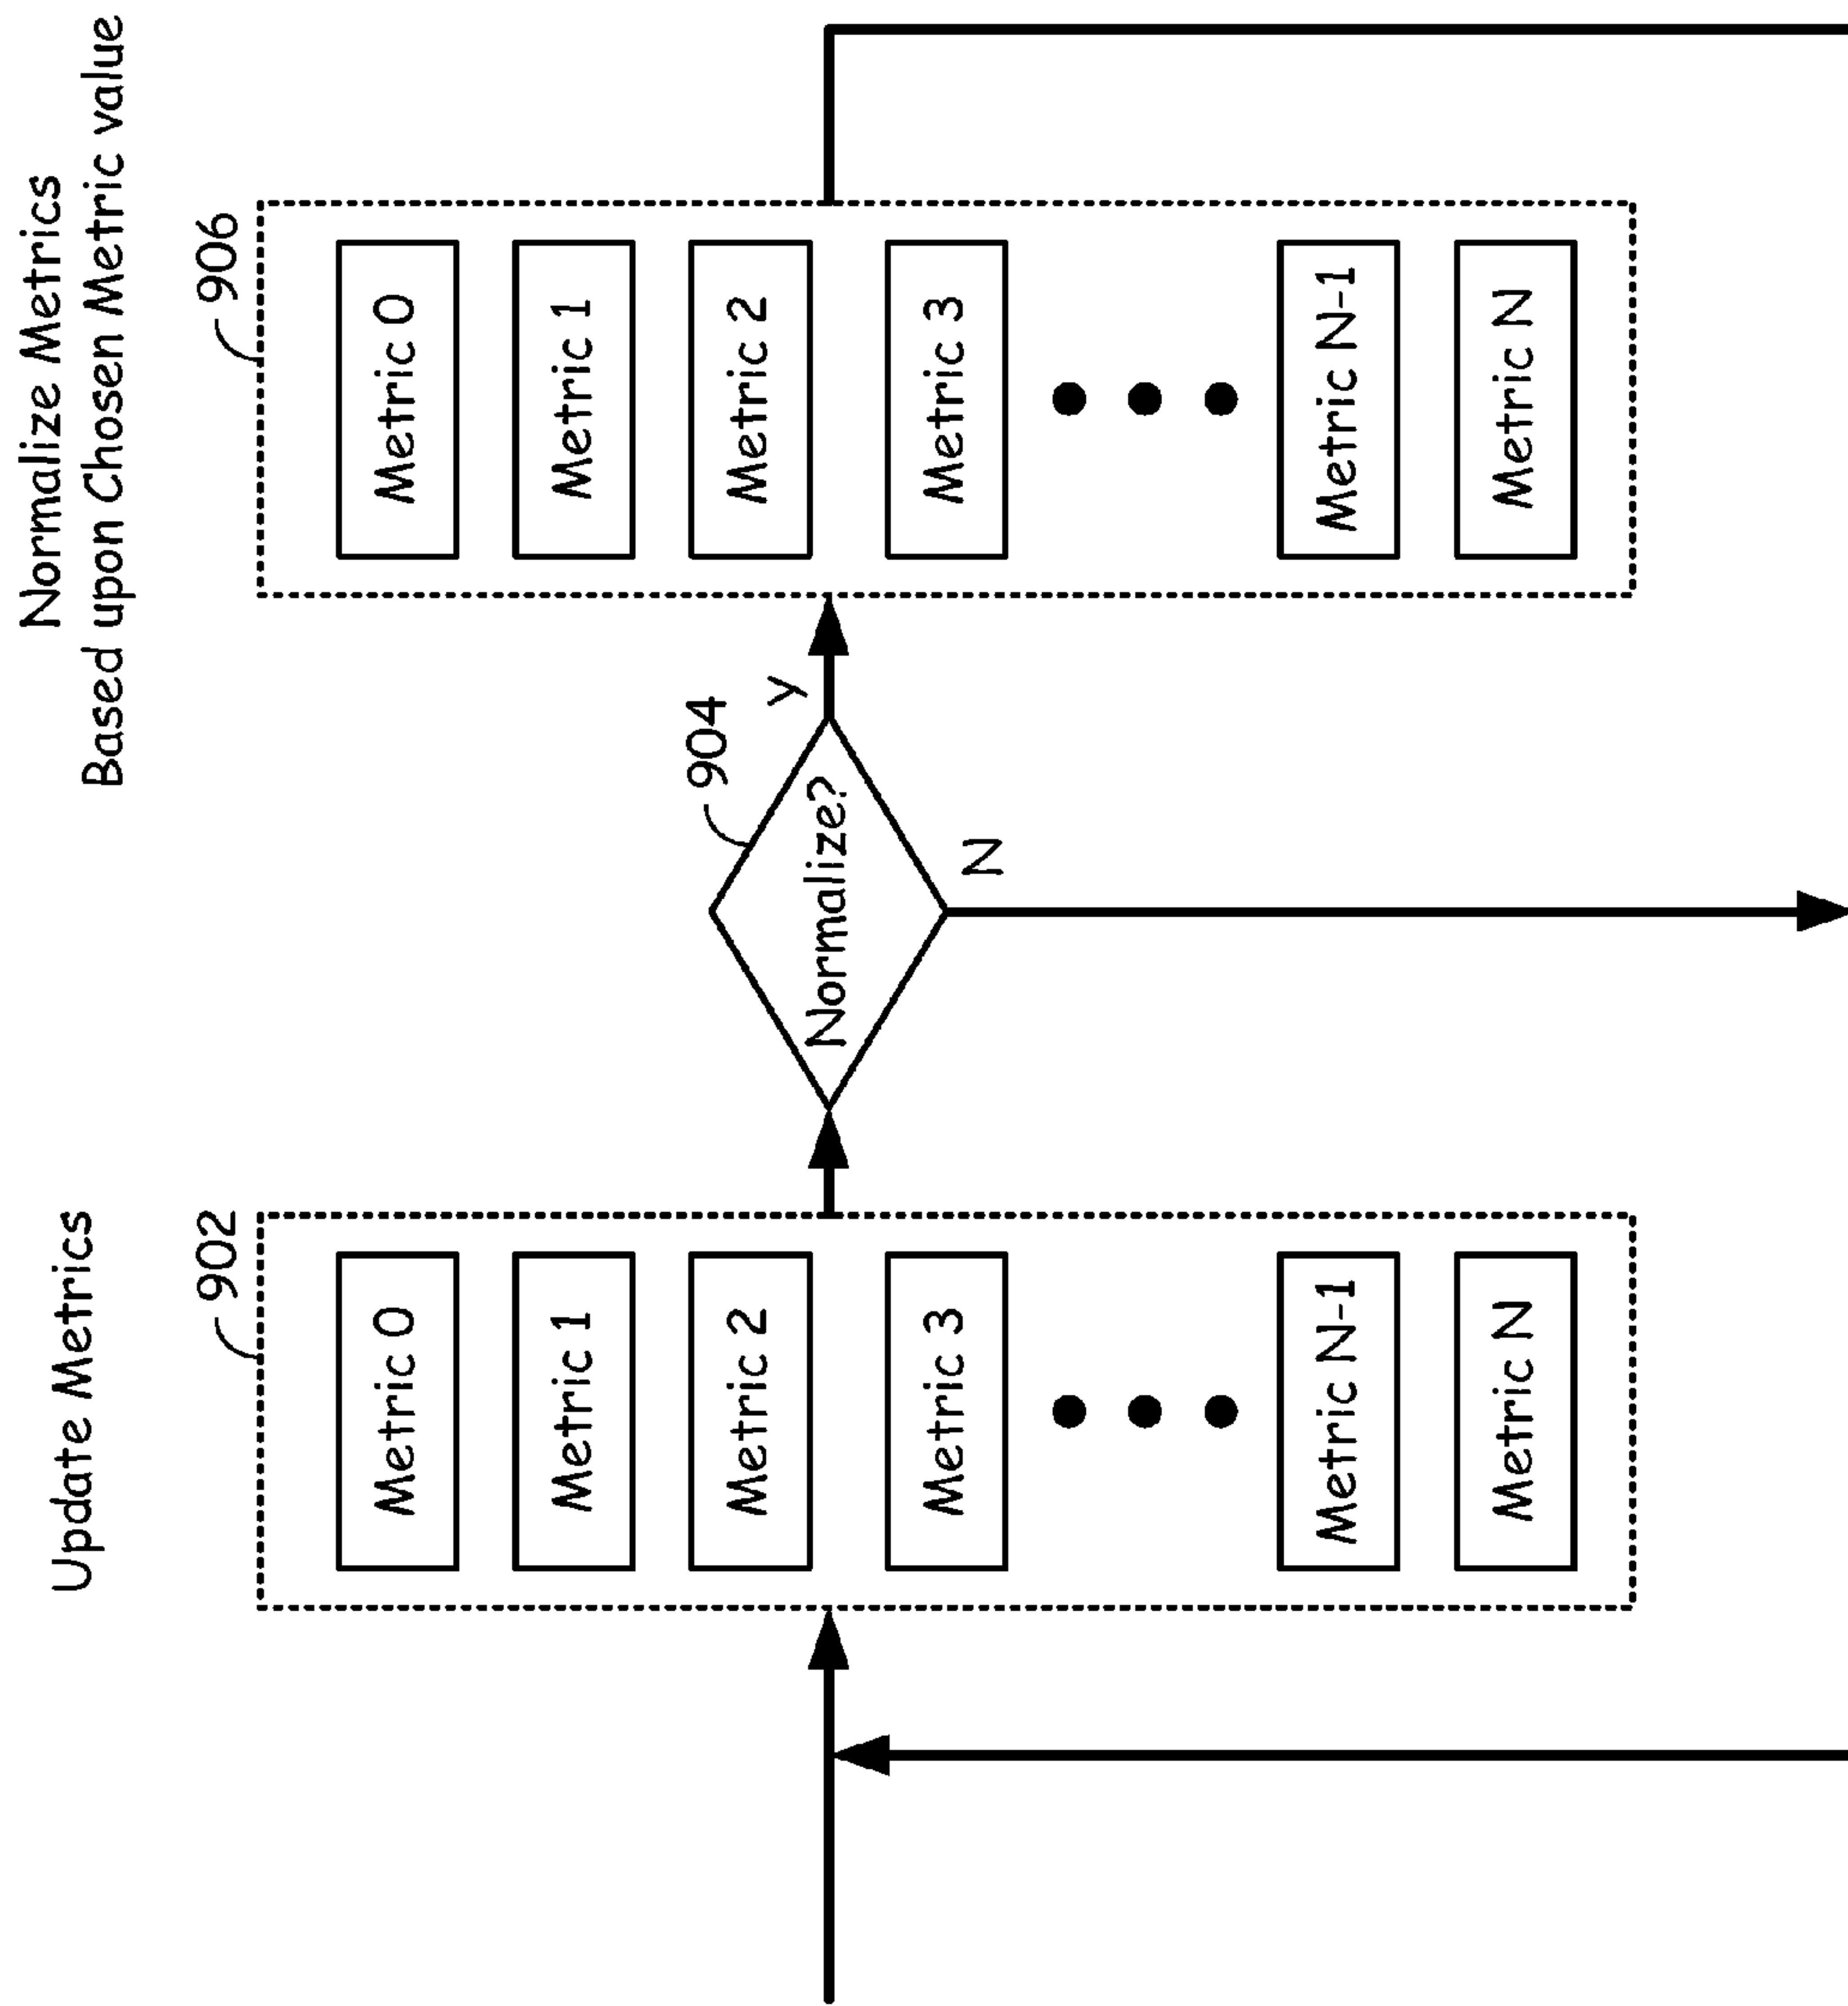 Update Metrics
902
Metric 0
Metric 1
Metric 2
Metric 3
Metric N-1
Metric N
904
Normalize?
Y
N
Normalize Metrics
Based upon Chosen Metric value
906
Metric 0
Metric 1
Metric 2
Metric 3
Metric N-1
Metric N